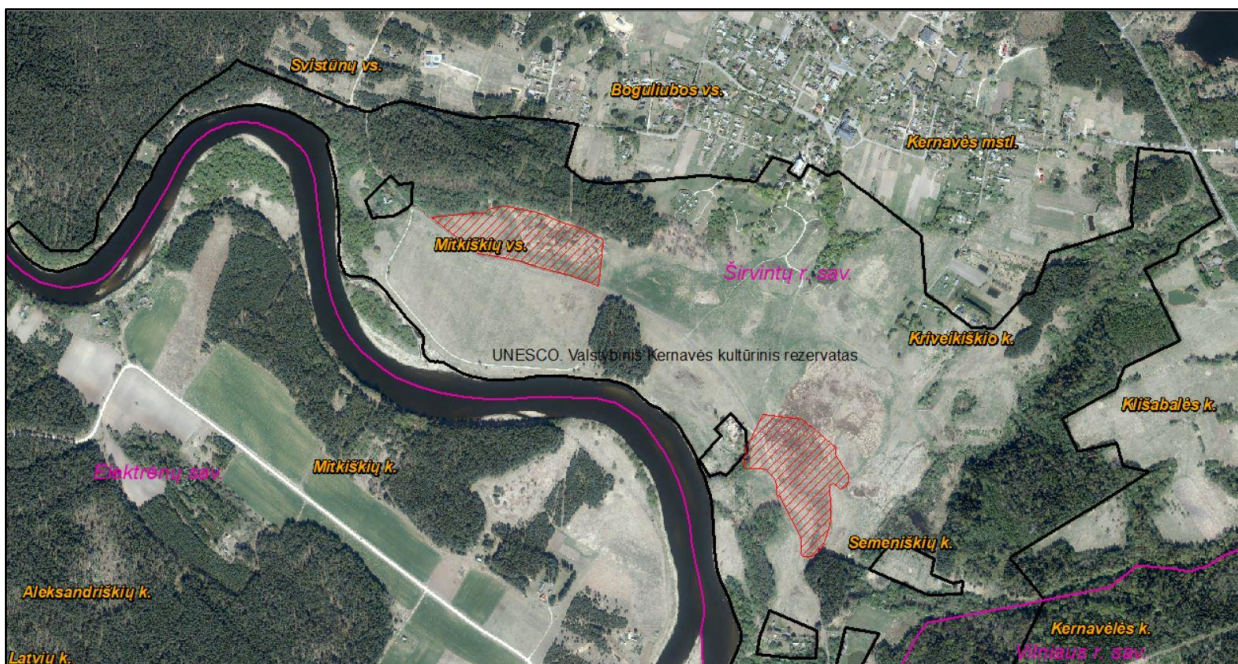 Svistūnų vs.
Boguliubos vs.
Kernavės mstl.
Mitkiškių vs.
Širvintų r. sav.
Kriveikiškio k.
UNESCO. Valstybinis Kernavės kultūrinis rezervatas
Klišabalės k.
Elektrėnų sav.
Mitkiškių k.
Semeniškių k.
Aleksandriškių k.
Kernavėlės k.
Vilniaus r. sav.
Latvių k.